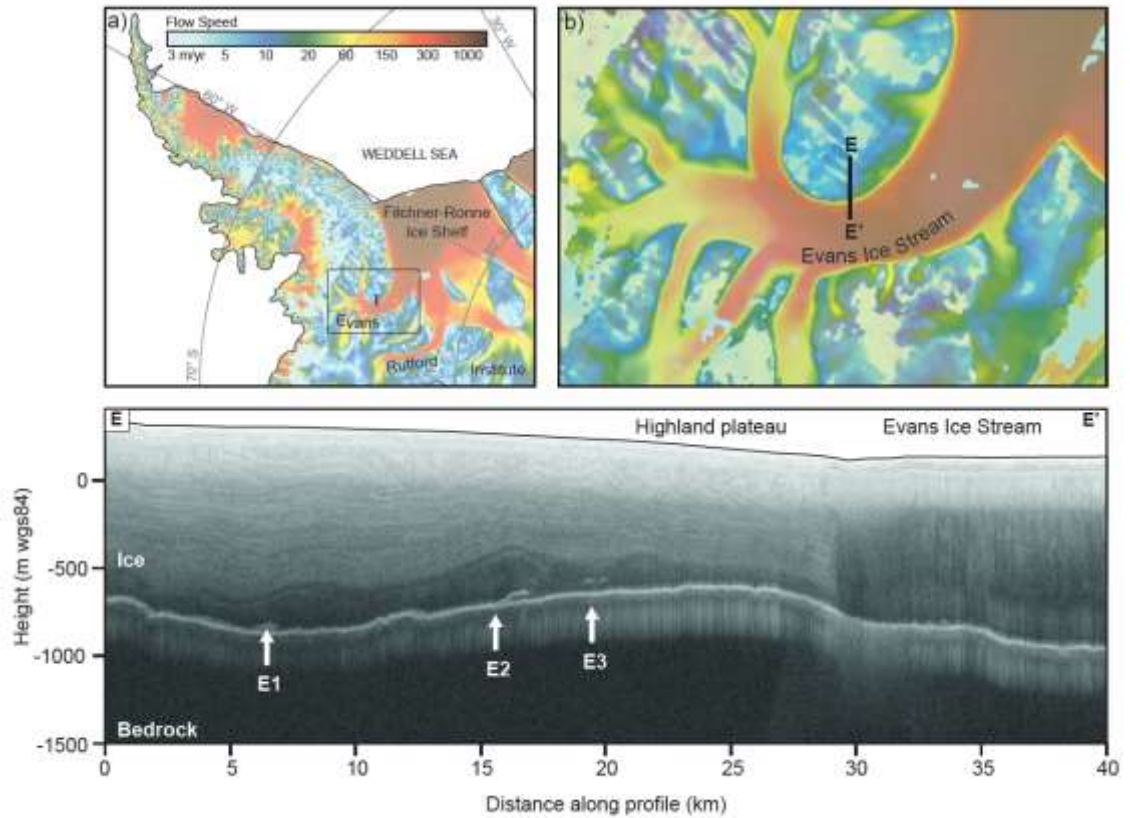 a)
Flow Speed
3 m/yr 5 10 20 60 150 300 1000
60° W
30° W
WEDDELL SEA
Filchner-Ronne
Ice Shelf
Evans
Rutford
Institute
70° S
b)
E
E'
Evans Ice Stream
E
Highland plateau
Evans Ice Stream
E'
Height (m wgs84)
0
-500
-1000
-1500
Ice
E1
E2
E3
Bedrock
0 5 10 15 20 25 30 35 40
Distance along profile (km)